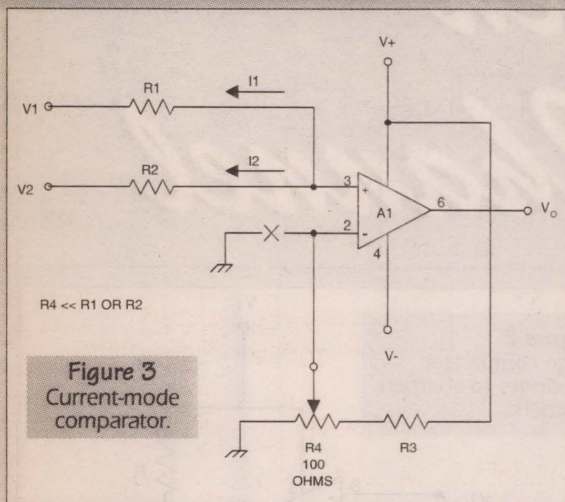 V+
R1
I1
V1
R2
I2
V2
3
+
A1
6
Vo
2
-
4
R4 << R1 OR R2
V-
Figure 3
Current-mode
comparator.
R4
R3
100
OHMS